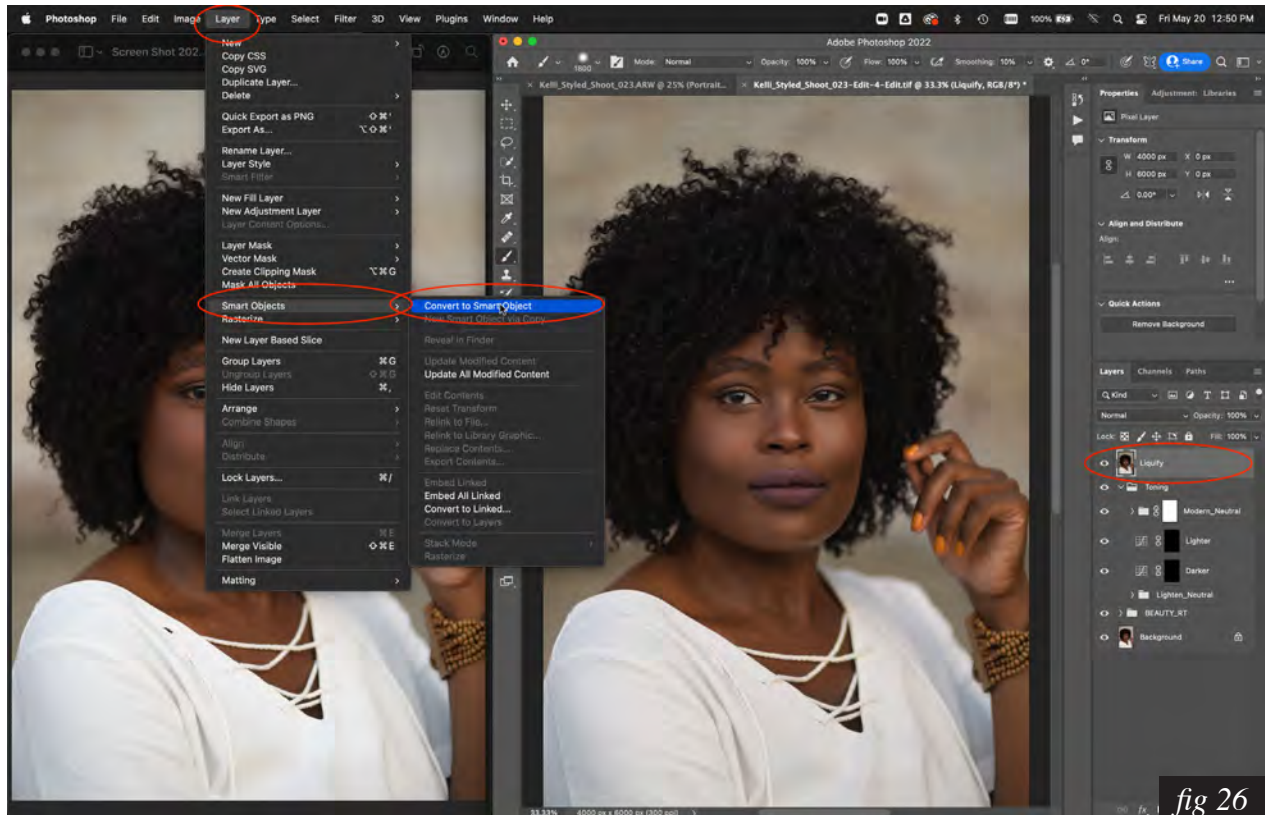 Photoshop File Edit Image Layer Type Select Filter 3D View Plugins Window Help 100% Fri May 20 12:50 PM
Screen Shot 202...
Adobe Photoshop 2022
1800 Mode: Normal Opacity: 100% Flow: 100% Smoothing: 10% 0° Share
× Kelli_Styled_Shoot_023.ARW @ 25% (Portrait... × Kelli_Styled_Shoot_023-Edit-4-Edit.tif @ 33.3% (Liquify, RGB/8*) *
New
Copy CSS
Copy SVG
Duplicate Layer...
Delete
Quick Export as PNG ⇧⌘'
Export As... ⌥⇧⌘'
Rename Layer...
Layer Style
Smart Filter
New Fill Layer
New Adjustment Layer
Layer Content Options...
Layer Mask
Vector Mask
Create Clipping Mask ⌥⌘G
Mask All Objects
Smart Objects
Rasterize
New Layer Based Slice
Group Layers ⌘G
Ungroup Layers ⇧⌘G
Hide Layers ⌘,
Arrange
Combine Shapes
Align
Distribute
Lock Layers... ⌘/
Link Layers
Select Linked Layers
Merge Layers ⌘E
Merge Visible ⇧⌘E
Flatten Image
Matting
Convert to Smart Object
New Smart Object via Copy
Reveal in Finder
Update Modified Content
Update All Modified Content
Edit Contents
Reset Transform
Relink to File...
Relink to Library Graphic...
Replace Contents...
Export Contents...
Embed Linked
Embed All Linked
Convert to Linked...
Convert to Layers
Stack Mode
Rasterize
Properties Adjustment: Libraries
Pixel Layer
Transform
W 4000 px X 0 px
H 6000 px Y 0 px
0.00°
Align and Distribute
Align:
...
Quick Actions
Remove Background
Layers Channels Paths
Kind
Normal Opacity: 100%
Lock: Fill: 100%
Liquify
Toning
Modern_Neutral
Lighter
Darker
Lighten_Neutral
BEAUTY_RT
Background
33.33% 4000 px x 6000 px (300 ppi)
fx
fig 26